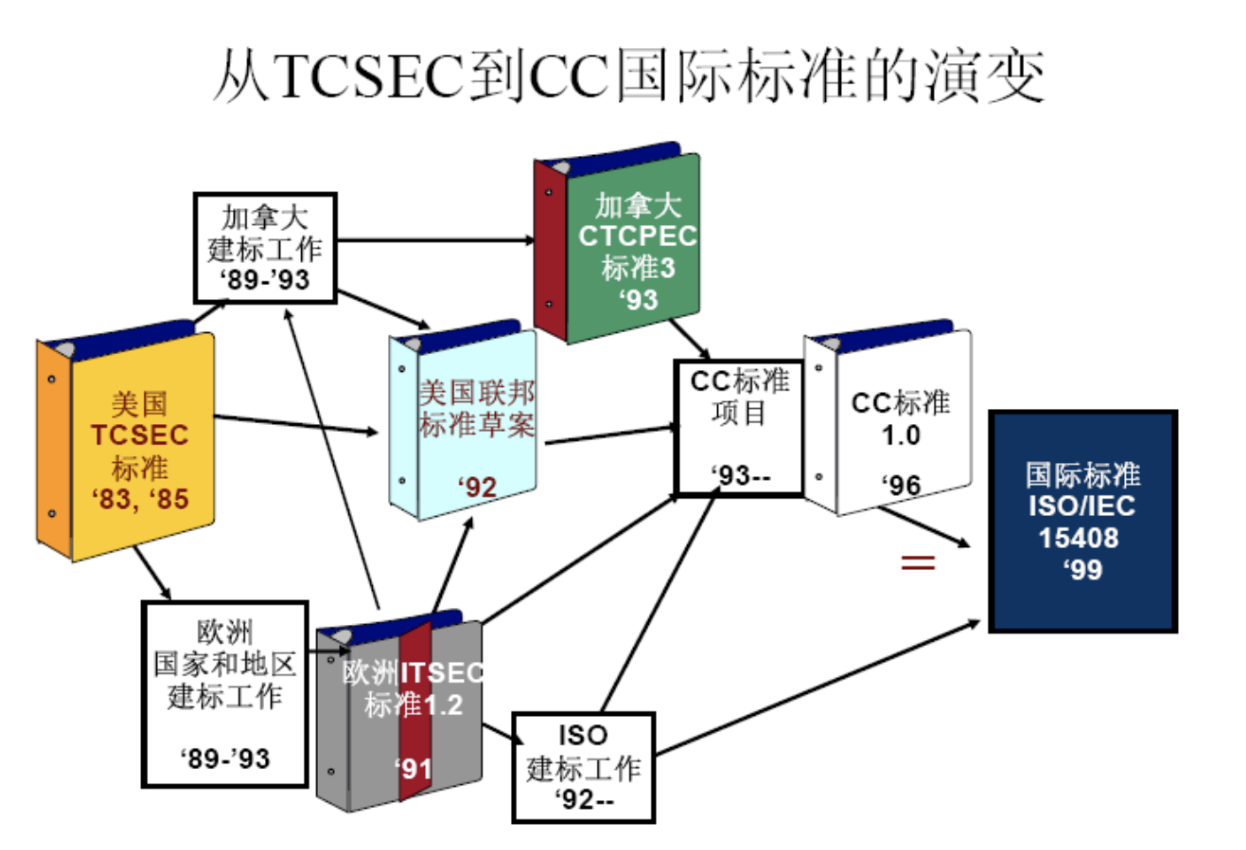 从TCSEC到CC国际标准的演变
加拿大
建标工作
‘89-’93
加拿大
CTCPEC
标准3
‘93
美国
TCSEC
标准
‘83, ‘85
美国联邦
标准草案
‘92
CC标准
项目
‘93--
CC标准
1.0
‘96
国际标准
ISO/IEC
15408
‘99
=
欧洲
国家和地区
建标工作
‘89-’93
欧洲ITSEC
标准1.2
‘91
ISO
建标工作
‘92--